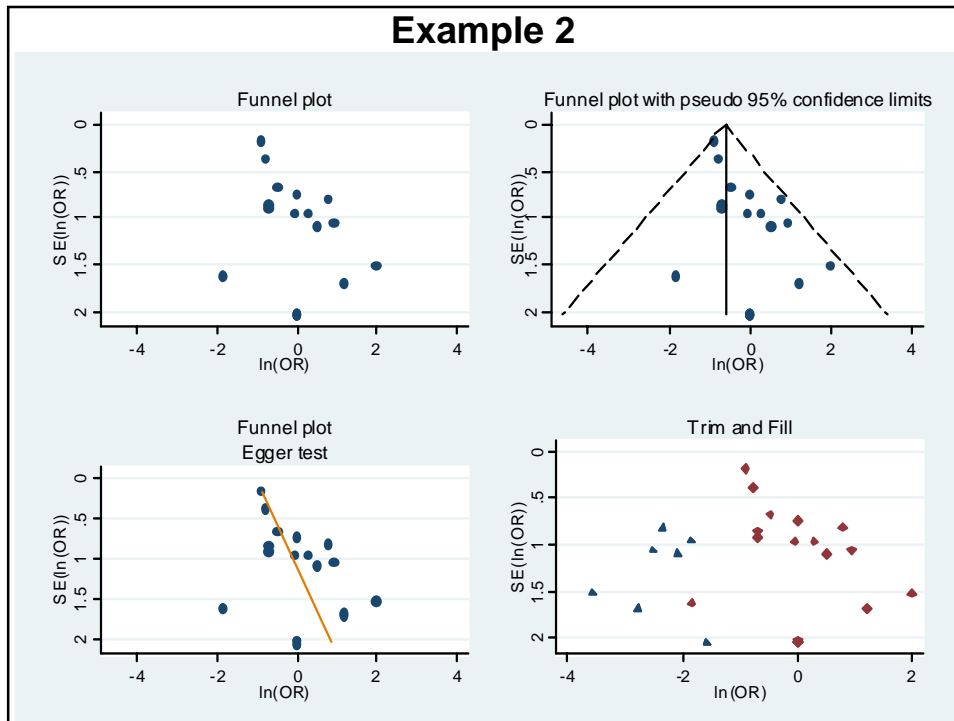 Example 2
Funnel plot
SE(ln(OR))
0
.5
1
1.5
2
-4
-2
0
2
4
ln(OR)
Funnel plot with pseudo 95% confidence limits
SE(ln(OR))
0
.5
1
1.5
2
-4
-2
0
2
4
ln(OR)
Funnel plot
Egger test
SE(ln(OR))
0
.5
1
1.5
2
-4
-2
0
2
4
ln(OR)
Trim and Fill
SE(ln(OR))
0
.5
1
1.5
2
-4
-2
0
2
ln(OR)